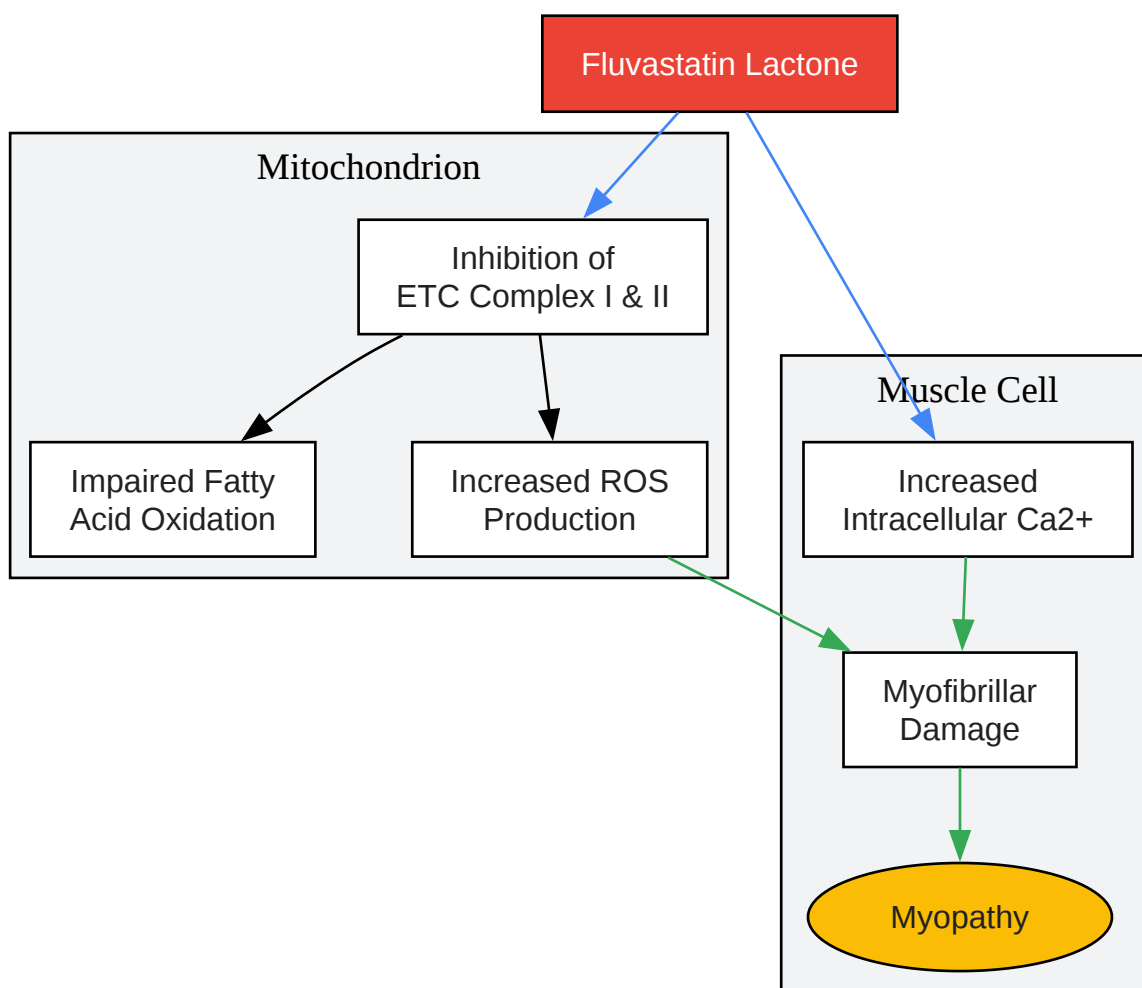 Fluvastatin Lactone
Mitochondrion
Inhibition of
ETC Complex I & II
Impaired Fatty
Acid Oxidation
Increased ROS
Production
Muscle Cell
Increased
Intracellular Ca2+
Myofibrillar
Damage
Myopathy